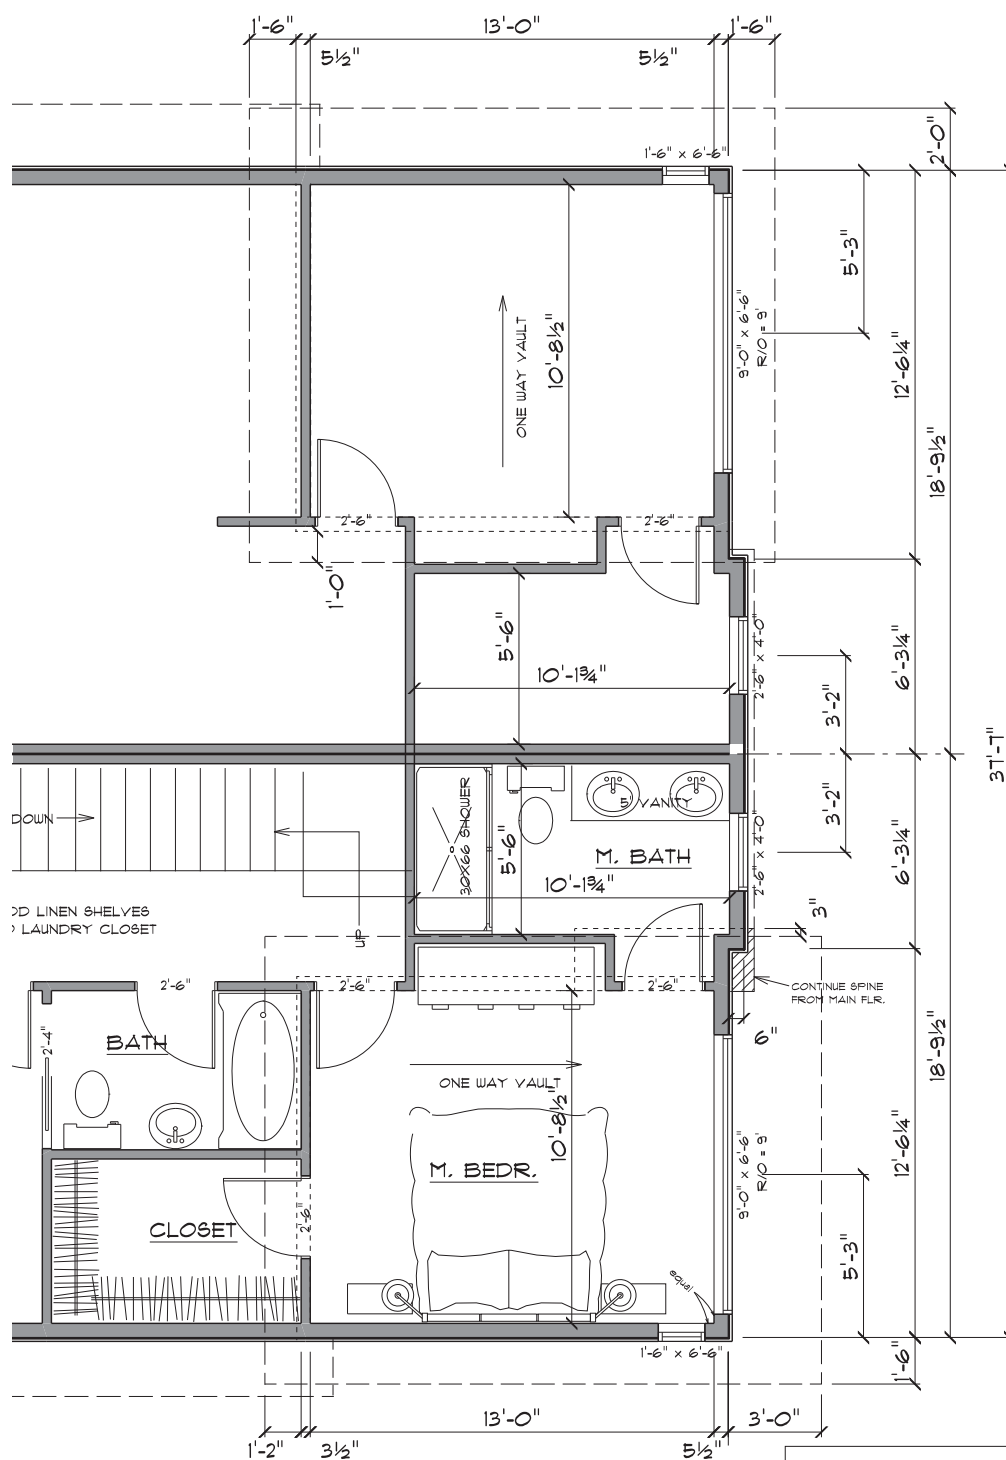 1'-6"
13'-0"
1'-6"
5½"
5½"
2'-0"
1'-6" x 6'-6"
5'-3"
9'-0" x 6'-6"
R/O = 9'
12'-6¼"
ONE WAY VAULT
10'-8½"
18'-9½"
2'-6"
2'-6"
1'-0"
5'-6"
10'-1¾"
2'-6" x 4'-0"
6'-3¼"
3'-2"
37'-7"
DOWN
30X66 SHOWER
5' VANITY
3'-2"
5'-6"
M. BATH
2'-6" x 4'-0"
6'-3¼"
10'-1¾"
OD LINEN SHELVES
LAUNDRY CLOSET
UP
3"
2'-6"
2'-6"
2'-6"
CONTINUE SPINE
FROM MAIN FLR.
BATH
2'-4"
6"
18'-9½"
ONE WAY VAULT
10'-8½"
12'-6¼"
M. BEDR.
9'-0" x 6'-6"
R/O = 9'
CLOSET
2'-6"
5'-3"
equal
1'-6" x 6'-6"
1'-6"
13'-0"
3'-0"
1'-2"
3½"
5½"